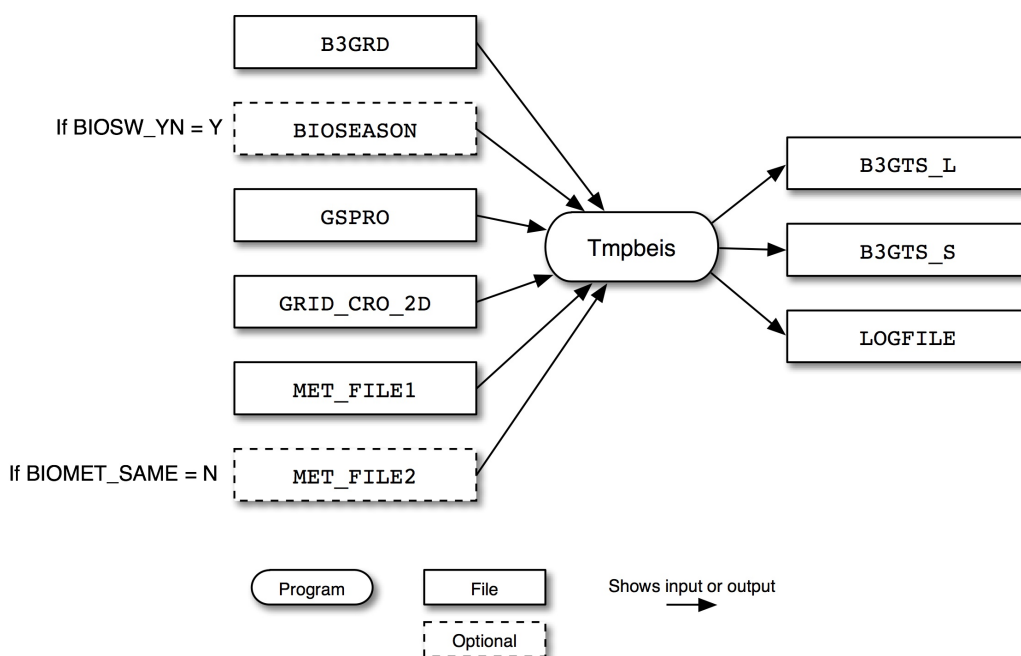 B3GRD
If BIOSW_YN = Y
BIOSEASON
GSPRO
GRID_CRO_2D
MET_FILE1
If BIOMET_SAME = N
MET_FILE2
Tmpbeis
B3GTS_L
B3GTS_S
LOGFILE
Program
File
Shows input or output
Optional